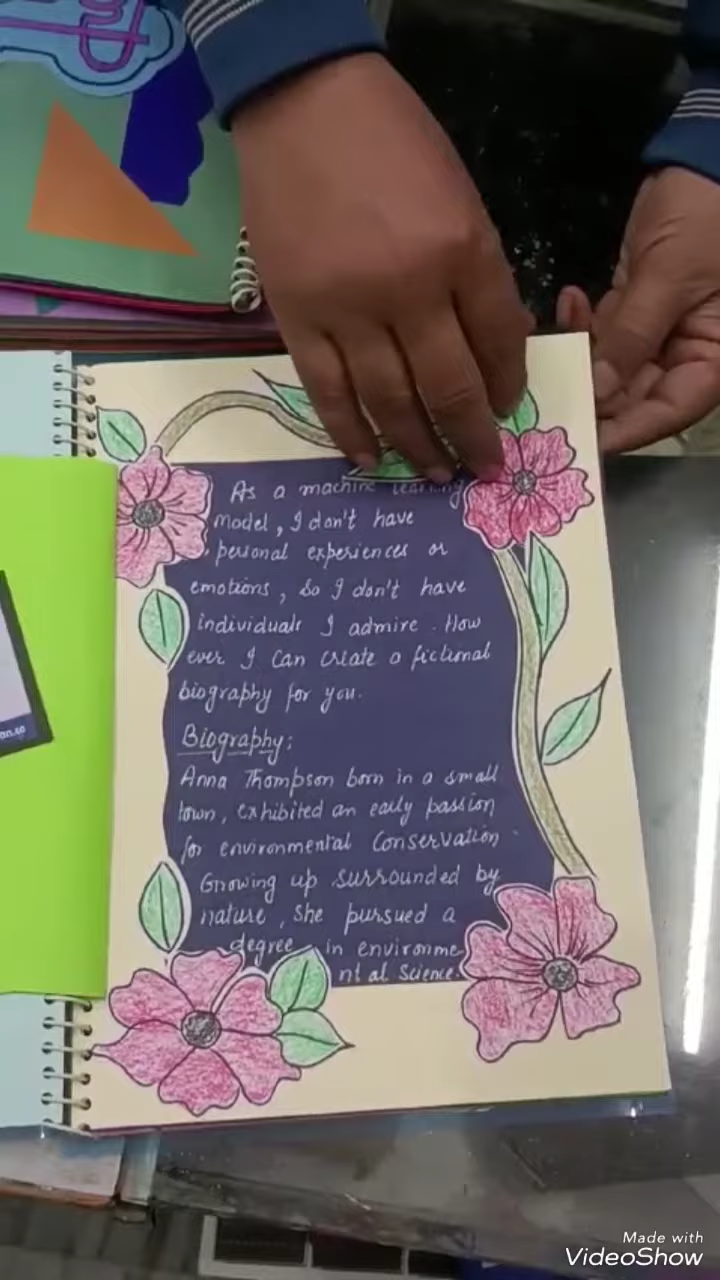 As a machine learning
model, I don't have
personal experiences or
emotions, so I don't have
individuals I admire. How
ever I can create a fictional
biography for you.
Biography:
Anna Thompson born in a small
town, exhibited an early passion
for environmental conservation.
Growing up surrounded by
nature, she pursued a
degree in environme
ntal science.
Made with
VideoShow